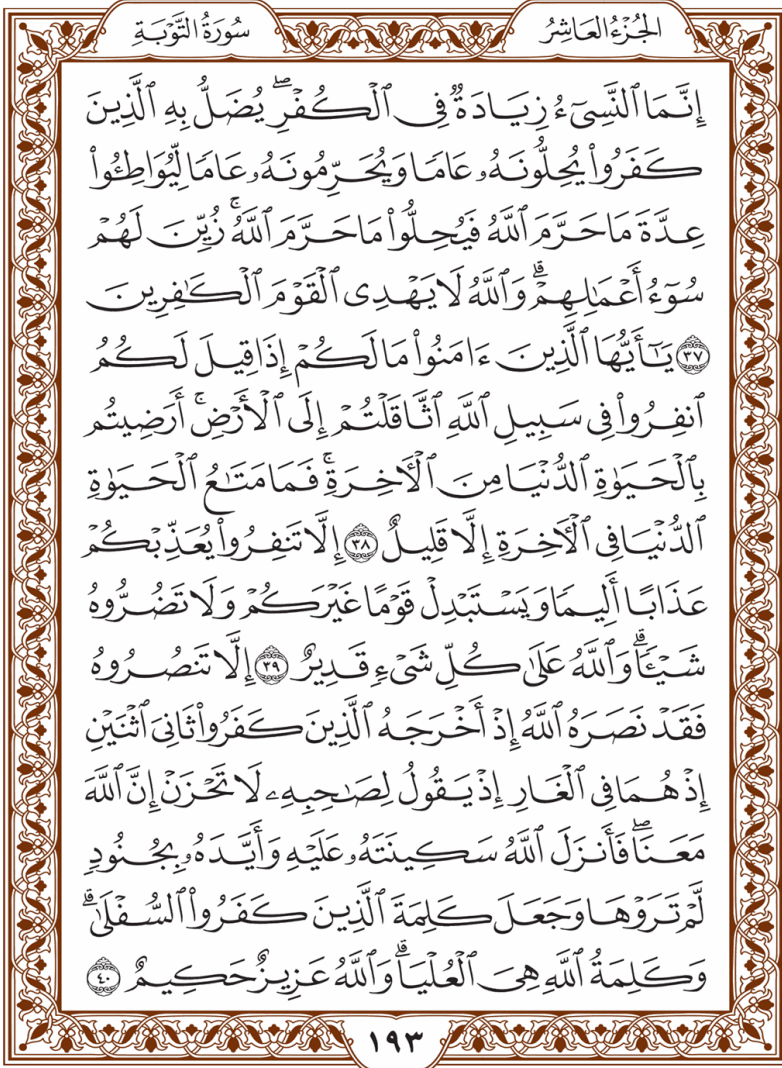 الجُزْءُ العَاشِرُ
سُورَةُ التَّوْبَةِ
إِنَّمَا ٱلنَّسِىٓءُ زِيَادَةٌ فِى ٱلْكُفْرِۖ يُضَلُّ بِهِ ٱلَّذِينَ
كَفَرُوا۟ يُحِلُّونَهُۥ عَامًا وَيُحَرِّمُونَهُۥ عَامًا لِّيُوَاطِـُٔوا۟
عِدَّةَ مَا حَرَّمَ ٱللَّهُ فَيُحِلُّوا۟ مَا حَرَّمَ ٱللَّهُۚ زُيِّنَ لَهُمْ
سُوٓءُ أَعْمَٰلِهِمْۗ وَٱللَّهُ لَا يَهْدِى ٱلْقَوْمَ ٱلْكَٰفِرِينَ
٣٧ يَٰٓأَيُّهَا ٱلَّذِينَ ءَامَنُوا۟ مَا لَكُمْ إِذَا قِيلَ لَكُمُ
ٱنفِرُوا۟ فِى سَبِيلِ ٱللَّهِ ٱثَّاقَلْتُمْ إِلَى ٱلْأَرْضِۚ أَرَضِيتُم
بِٱلْحَيَوٰةِ ٱلدُّنْيَا مِنَ ٱلْـَٔاخِرَةِۚ فَمَا مَتَٰعُ ٱلْحَيَوٰةِ
ٱلدُّنْيَا فِى ٱلْـَٔاخِرَةِ إِلَّا قَلِيلٌ ٣٨ إِلَّا تَنفِرُوا۟ يُعَذِّبْكُمْ
عَذَابًا أَلِيمًا وَيَسْتَبْدِلْ قَوْمًا غَيْرَكُمْ وَلَا تَضُرُّوهُ
شَيْـًٔاۗ وَٱللَّهُ عَلَىٰ كُلِّ شَىْءٍ قَدِيرٌ ٣٩ إِلَّا تَنصُرُوهُ
فَقَدْ نَصَرَهُ ٱللَّهُ إِذْ أَخْرَجَهُ ٱلَّذِينَ كَفَرُوا۟ ثَانِىَ ٱثْنَيْنِ
إِذْ هُمَا فِى ٱلْغَارِ إِذْ يَقُولُ لِصَٰحِبِهِۦ لَا تَحْزَنْ إِنَّ ٱللَّهَ
مَعَنَاۖ فَأَنزَلَ ٱللَّهُ سَكِينَتَهُۥ عَلَيْهِ وَأَيَّدَهُۥ بِجُنُودٍ
لَّمْ تَرَوْهَا وَجَعَلَ كَلِمَةَ ٱلَّذِينَ كَفَرُوا۟ ٱلسُّفْلَىٰۗ
وَكَلِمَةُ ٱللَّهِ هِىَ ٱلْعُلْيَاۗ وَٱللَّهُ عَزِيزٌ حَكِيمٌ ٤٠
١٩٣